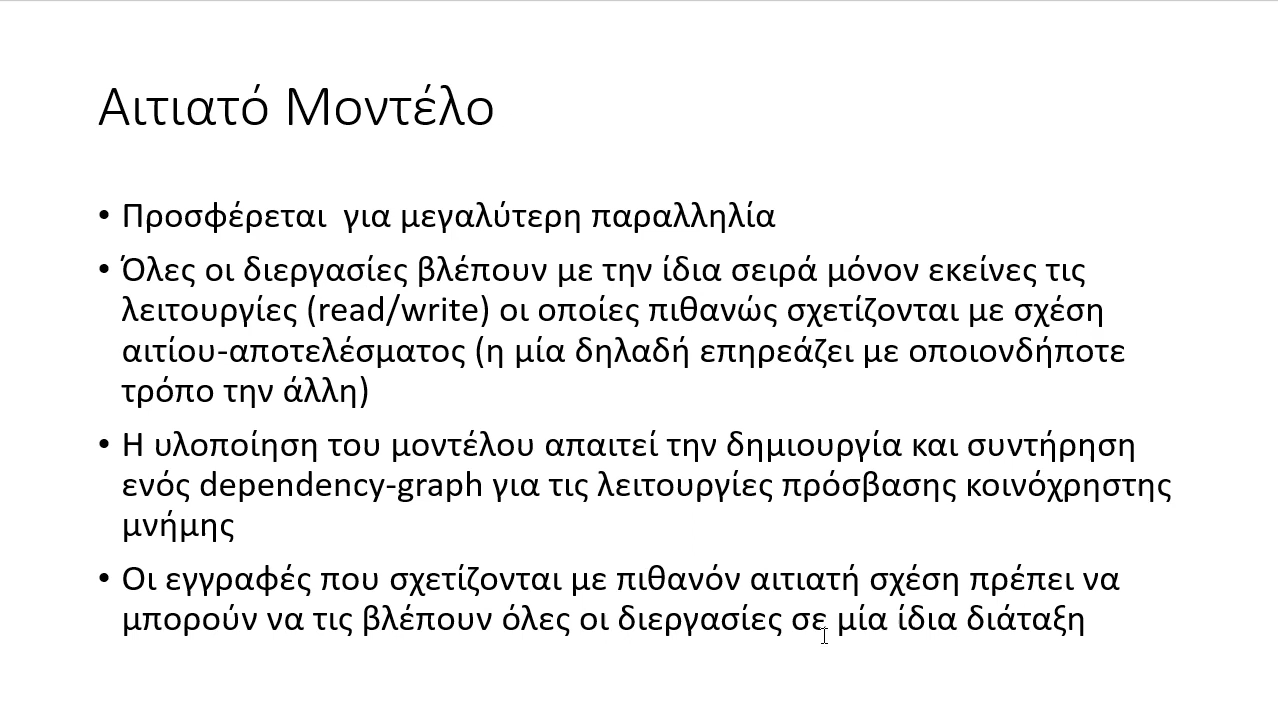 Αιτιατό Μοντέλο
• Προσφέρεται  για μεγαλύτερη παραλληλία
• Όλες οι διεργασίες βλέπουν με την ίδια σειρά μόνον εκείνες τις
λειτουργίες (read/write) οι οποίες πιθανώς σχετίζονται με σχέση
αιτίου-αποτελέσματος (η μία δηλαδή επηρεάζει με οποιονδήποτε
τρόπο την άλλη)
• Η υλοποίηση του μοντέλου απαιτεί την δημιουργία και συντήρηση
ενός dependency-graph για τις λειτουργίες πρόσβασης κοινόχρηστης
μνήμης
• Οι εγγραφές που σχετίζονται με πιθανόν αιτιατή σχέση πρέπει να
μπορούν να τις βλέπουν όλες οι διεργασίες σε μία ίδια διάταξη